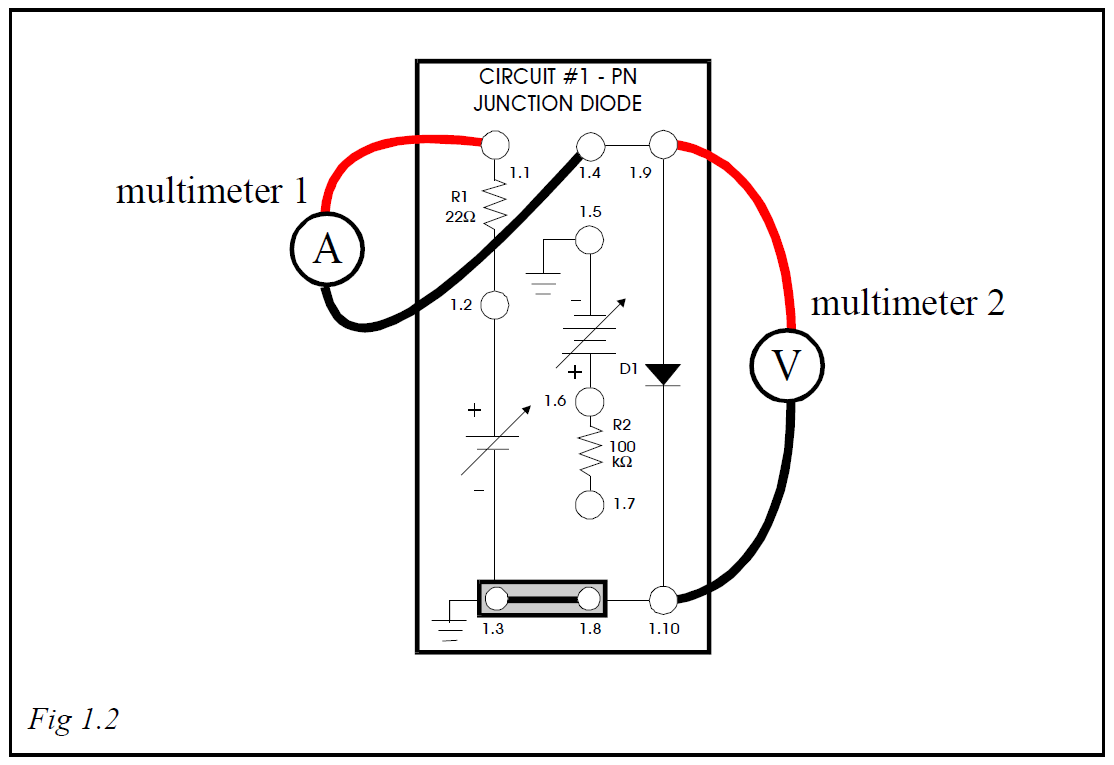 CIRCUIT #1 - PN
JUNCTION DIODE
multimeter 1
A
1.1
1.4
1.9
R1
22Ω
1.5
1.2
-
+
D1
multimeter 2
V
+
1.6
R2
100
kΩ
-
1.7
1.3
1.8
1.10
Fig 1.2